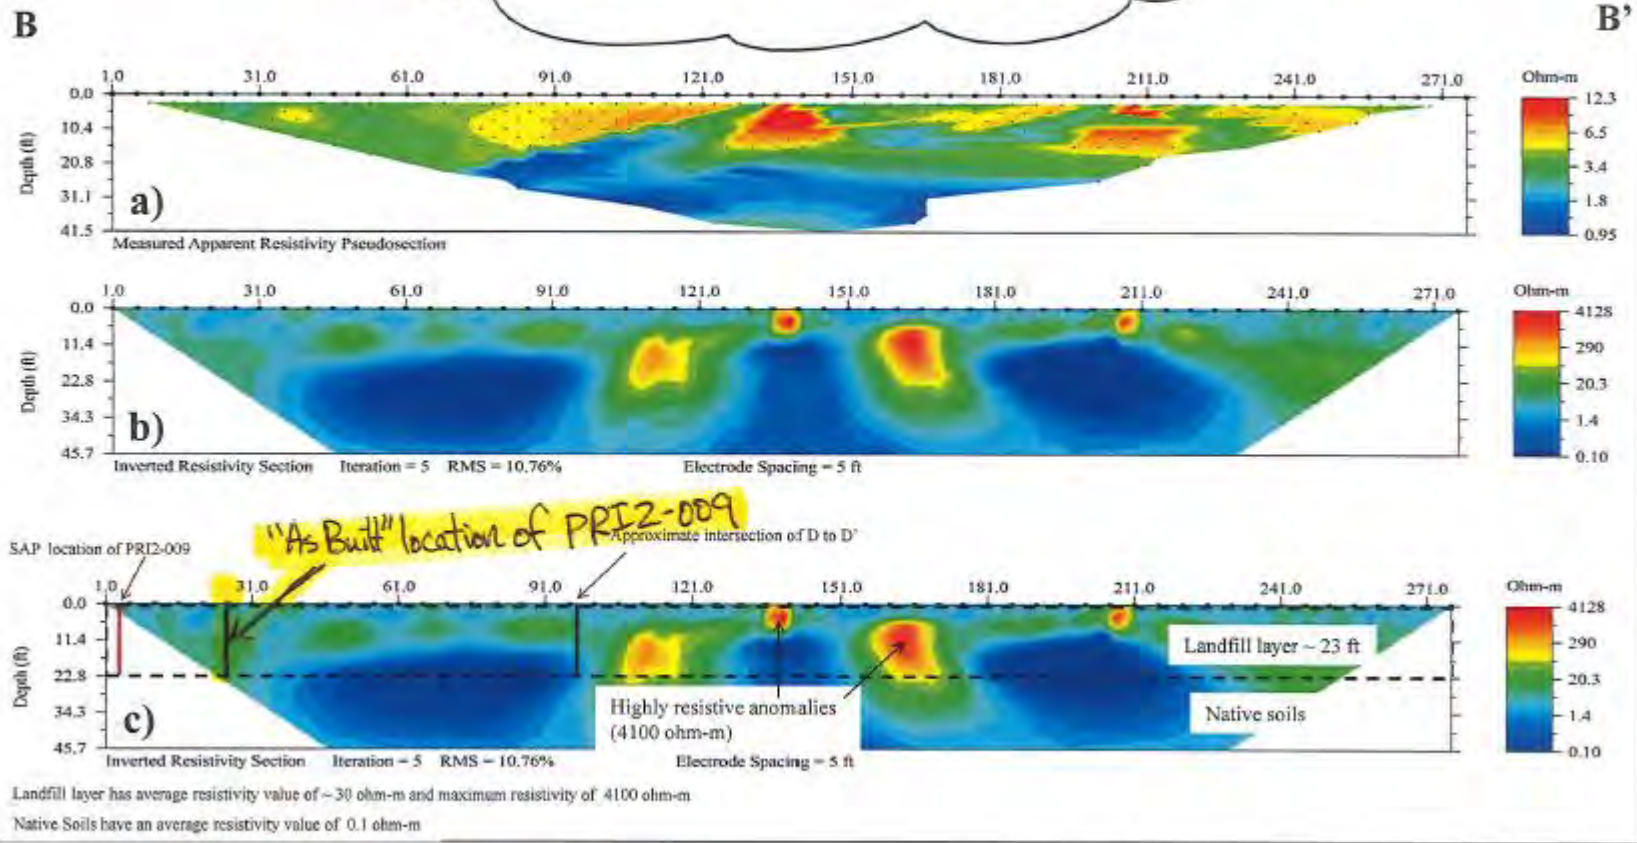 B B'
1.0 31.0 61.0 91.0 121.0 151.0 181.0 211.0 241.0 271.0
Ohm-m
0.0
10.4
20.8
31.1
41.5
Depth (ft)
a)
12.3
6.5
3.4
1.8
0.95
Measured Apparent Resistivity Pseudosection
1.0 31.0 61.0 91.0 121.0 151.0 181.0 211.0 241.0 271.0
Ohm-m
0.0
11.4
22.8
34.3
45.7
Depth (ft)
b)
4128
290
20.3
1.4
0.10
Inverted Resistivity Section Iteration = 5 RMS = 10.76% Electrode Spacing = 5 ft
"As Built" location of PRI2-009
SAP location of PRI2-009
Approximate intersection of D to D'
1.0 31.0 61.0 91.0 121.0 151.0 181.0 211.0 241.0 271.0
Ohm-m
0.0
11.4
22.8
34.3
45.7
Depth (ft)
c)
Landfill layer ~ 23 ft
Highly resistive anomalies
(4100 ohm-m)
Native soils
4128
290
20.3
1.4
0.10
Inverted Resistivity Section Iteration = 5 RMS = 10.76% Electrode Spacing = 5 ft
Landfill layer has average resistivity value of ~30 ohm-m and maximum resistivity of 4100 ohm-m
Native Soils have an average resistivity value of 0.1 ohm-m